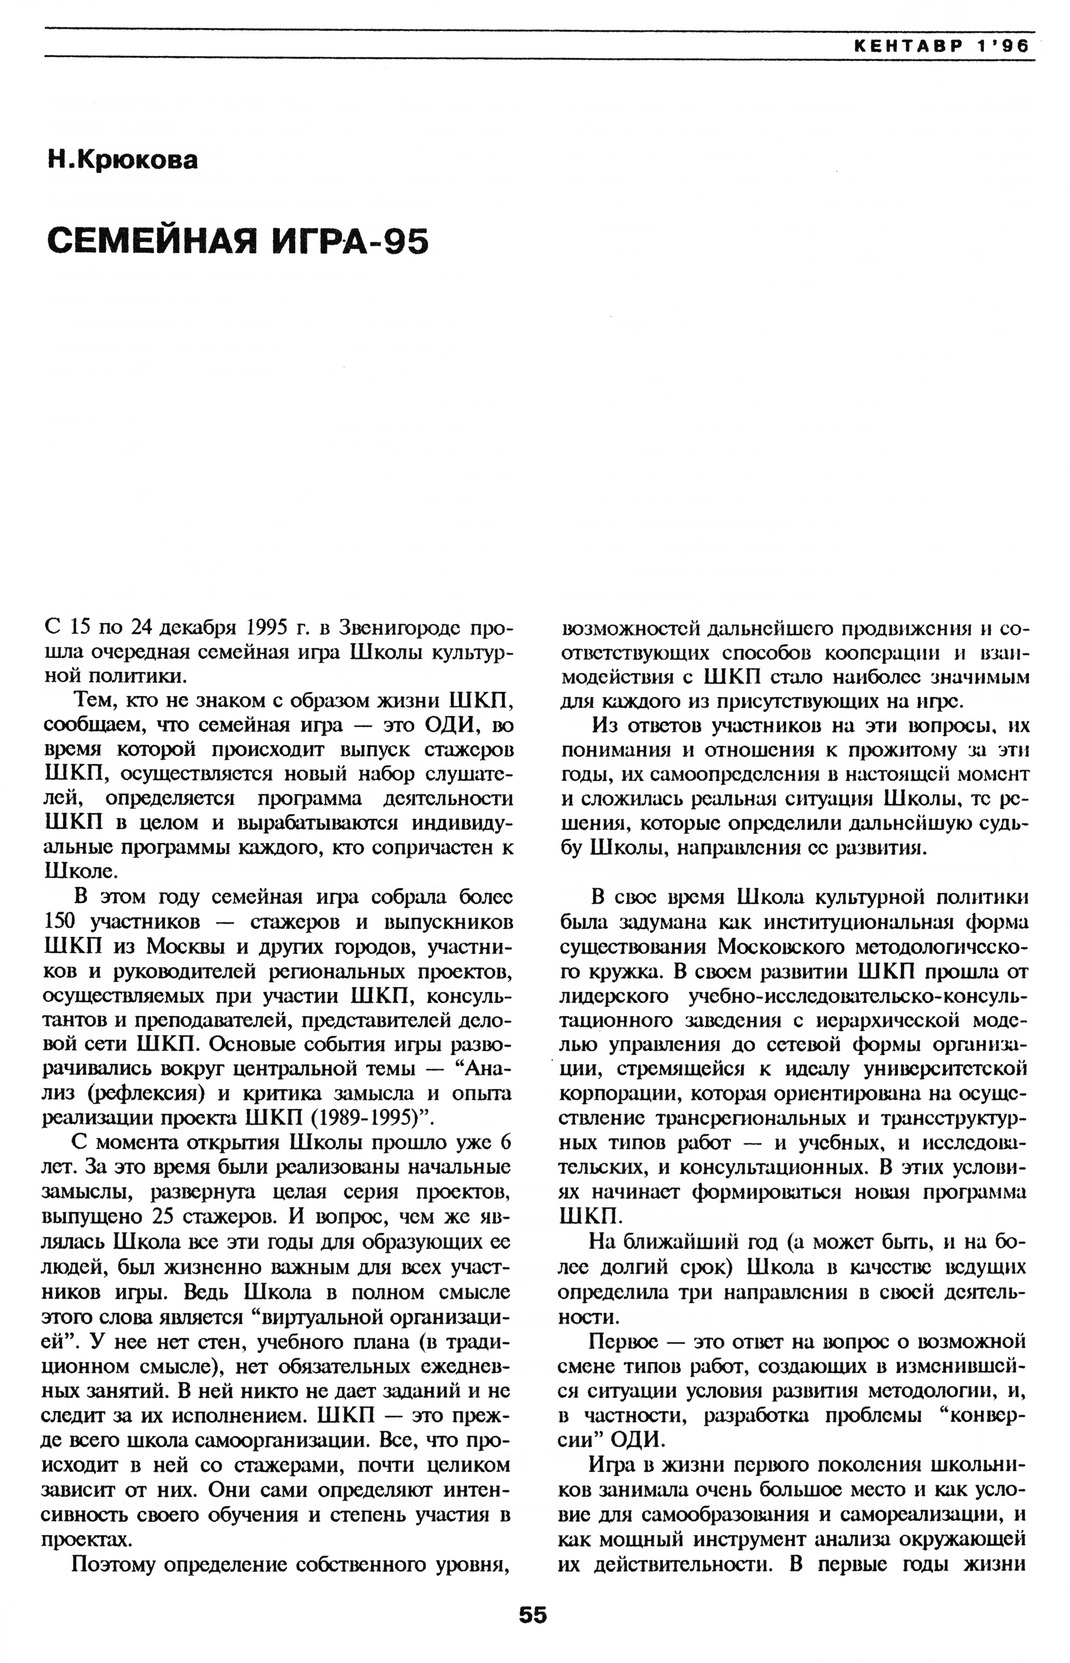 КЕНТАВР 1'96
Н.Крюкова
СЕМЕЙНАЯ ИГРА-95
С 15 по 24 декабря 1995 г. в Звенигороде про-
шла очередная семейная игра Школы культур-
ной политики.
Тем, кто не знаком с образом жизни ШКП,
сообщаем, что семейная игра — это ОДИ, во
время которой происходит выпуск стажеров
ШКП, осуществляется новый набор слушате-
лей, определяется программа деятельности
ШКП в целом и вырабатываются индивиду-
альные программы каждого, кто сопричастен к
Школе.
В этом году семейная игра собрала более
150 участников — стажеров и выпускников
ШКП из Москвы и других городов, участни-
ков и руководителей региональных проектов,
осуществляемых при участии ШКП, консуль-
тантов и преподавателей, представителей дело-
вой сети ШКП. Основые события игры разво-
рачивались вокруг центральной темы — “Ана-
лиз (рефлексия) и критика замысла и опыта
реализации проекта ШКП (1989-1995)”.
С момента открытия Школы прошло уже 6
лет. За это время были реализованы начальные
замыслы, развернута целая серия проектов,
выпущено 25 стажеров. И вопрос, чем же яв-
лялась Школа все эти годы для образующих ее
людей, был жизненно важным для всех участ-
ников игры. Ведь Школа в полном смысле
этого слова является “виртуальной организаци-
ей”. У нее нет стен, учебного плана (в тради-
ционном смысле), нет обязательных ежеднев-
ных занятий. В ней никто не дает заданий и не
следит за их исполнением. ШКП — это преж-
де всего школа самоорганизации. Все, что про-
исходит в ней со стажерами, почти целиком
зависит от них. Они сами определяют интен-
сивность своего обучения и степень участия в
проектах.
Поэтому определение собственного уровня,
возможностей дальнейшего продвижения и со-
ответствующих способов кооперации и взаи-
модействия с ШКП стало наиболее значимым
для каждого из присутствующих на игре.
Из ответов участников на эти вопросы, их
понимания и отношения к прожитому за эти
годы, их самоопределения в настоящей момент
и сложилась реальная ситуация Школы, те ре-
шения, которые определили дальнейшую судь-
бу Школы, направления ее развития.
В свое время Школа культурной политики
была задумана как институциональная форма
существования Московского методологическо-
го кружка. В своем развитии ШКП прошла от
лидерского учебно-исследовательско-консуль-
тационного заведения с иерархической моде-
лью управления до сетевой формы организа-
ции, стремящейся к идеалу университетской
корпорации, которая ориентирована на осуще-
ствление трансрегиональных и трансструктур-
ных типов работ — и учебных, и исследова-
тельских, и консультационных. В этих услови-
ях начинает формироваться новая программа
ШКП.
На ближайший год (а может быть, и на бо-
лее долгий срок) Школа в качестве ведущих
определила три направления в своей деятель-
ности.
Первое — это ответ на вопрос о возможной
смене типов работ, создающих в изменившей-
ся ситуации условия развития методологии, и,
в частности, разработка проблемы “конвер-
сии” ОДИ.
Игра в жизни первого поколения школьни-
ков занимала очень большое место и как усло-
вие для самообразования и самореализации, и
как мощный инструмент анализа окружающей
их действительности. В первые годы жизни
55